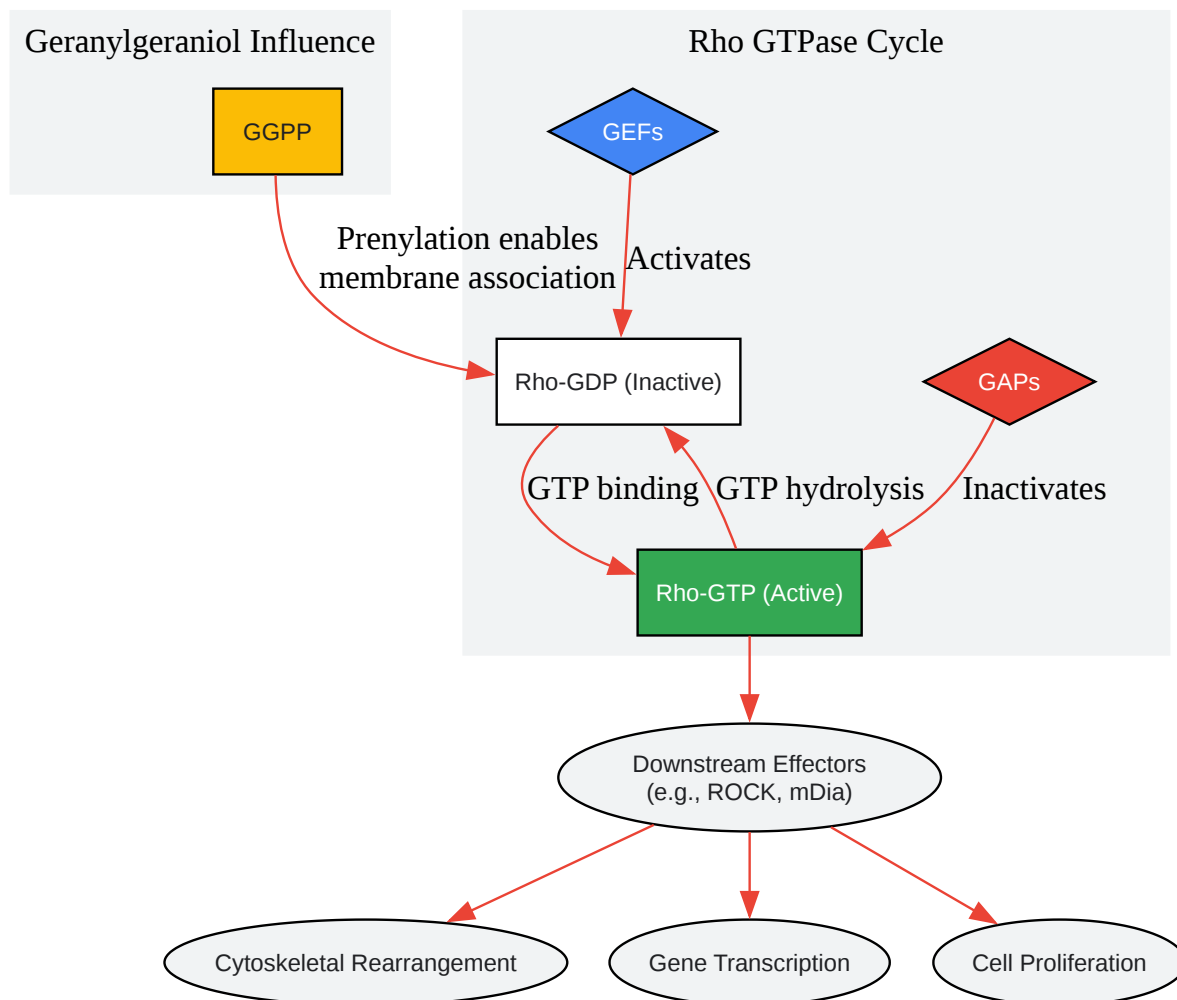 Geranylgeraniol Influence
Rho GTPase Cycle
GGPP
GEFs
Prenylation enables
membrane association
Activates
Rho-GDP (Inactive)
GAPs
GTP binding
GTP hydrolysis
Inactivates
Rho-GTP (Active)
Downstream Effectors
(e.g., ROCK, mDia)
Cytoskeletal Rearrangement
Gene Transcription
Cell Proliferation